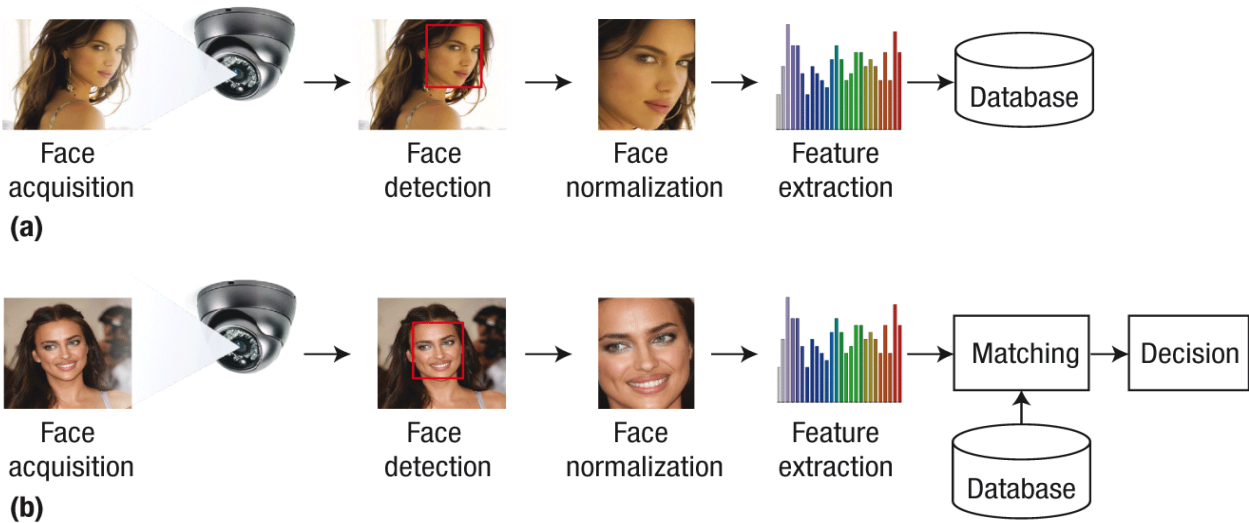 Face
acquisition
Face
detection
Face
normalization
Feature
extraction
Database
(a)
Face
acquisition
Face
detection
Face
normalization
Feature
extraction
Matching
Decision
Database
(b)